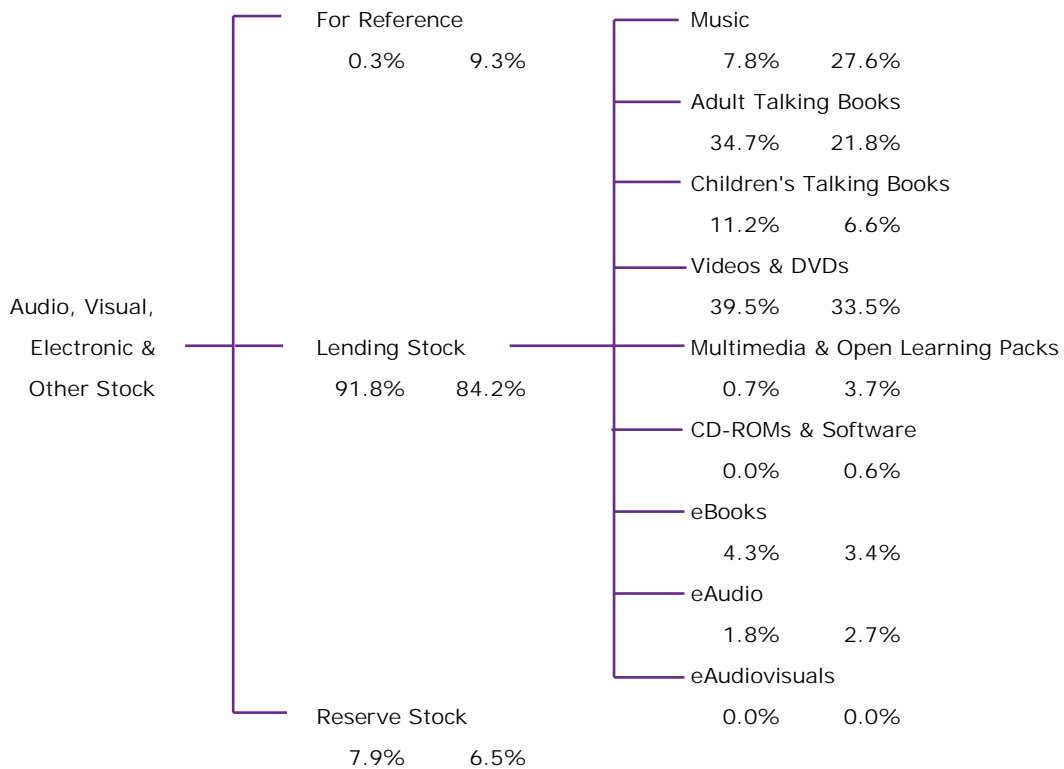 Audio, Visual,
Electronic &
Other Stock
For Reference
0.3% 9.3%
Lending Stock
91.8% 84.2%
Reserve Stock
7.9% 6.5%
Music
7.8% 27.6%
Adult Talking Books
34.7% 21.8%
Children's Talking Books
11.2% 6.6%
Videos & DVDs
39.5% 33.5%
Multimedia & Open Learning Packs
0.7% 3.7%
CD-ROMs & Software
0.0% 0.6%
eBooks
4.3% 3.4%
eAudio
1.8% 2.7%
eAudiovisuals
0.0% 0.0%